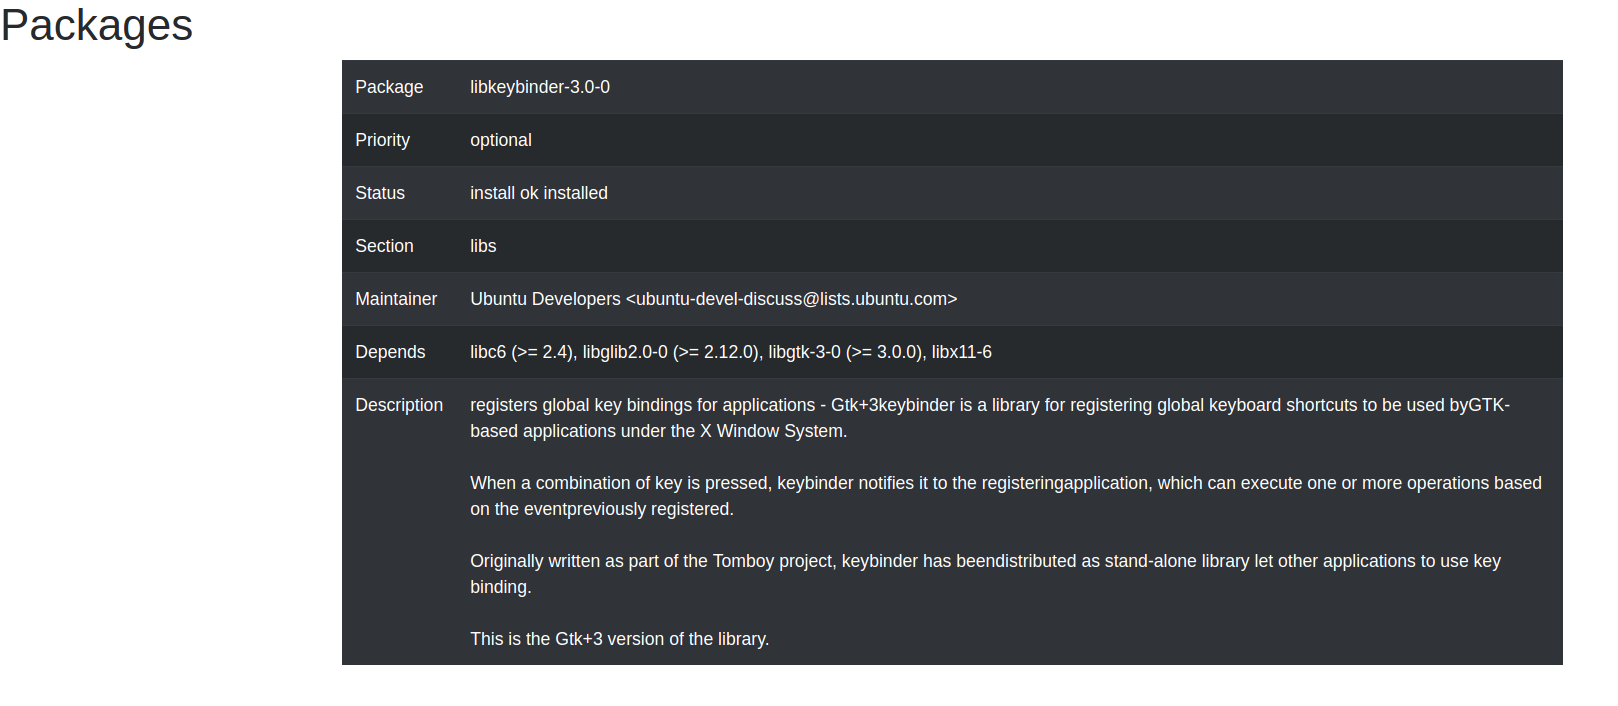 Packages
Package libkeybinder-3.0-0
Priority optional
Status install ok installed
Section libs
Maintainer Ubuntu Developers <ubuntu-devel-discuss@lists.ubuntu.com>
Depends libc6 (>= 2.4), libglib2.0-0 (>= 2.12.0), libgtk-3-0 (>= 3.0.0), libx11-6
Description registers global key bindings for applications - Gtk+3keybinder is a library for registering global keyboard shortcuts to be used byGTK-
based applications under the X Window System.
When a combination of key is pressed, keybinder notifies it to the registeringapplication, which can execute one or more operations based
on the eventpreviously registered.
Originally written as part of the Tomboy project, keybinder has beendistributed as stand-alone library let other applications to use key
binding.
This is the Gtk+3 version of the library.